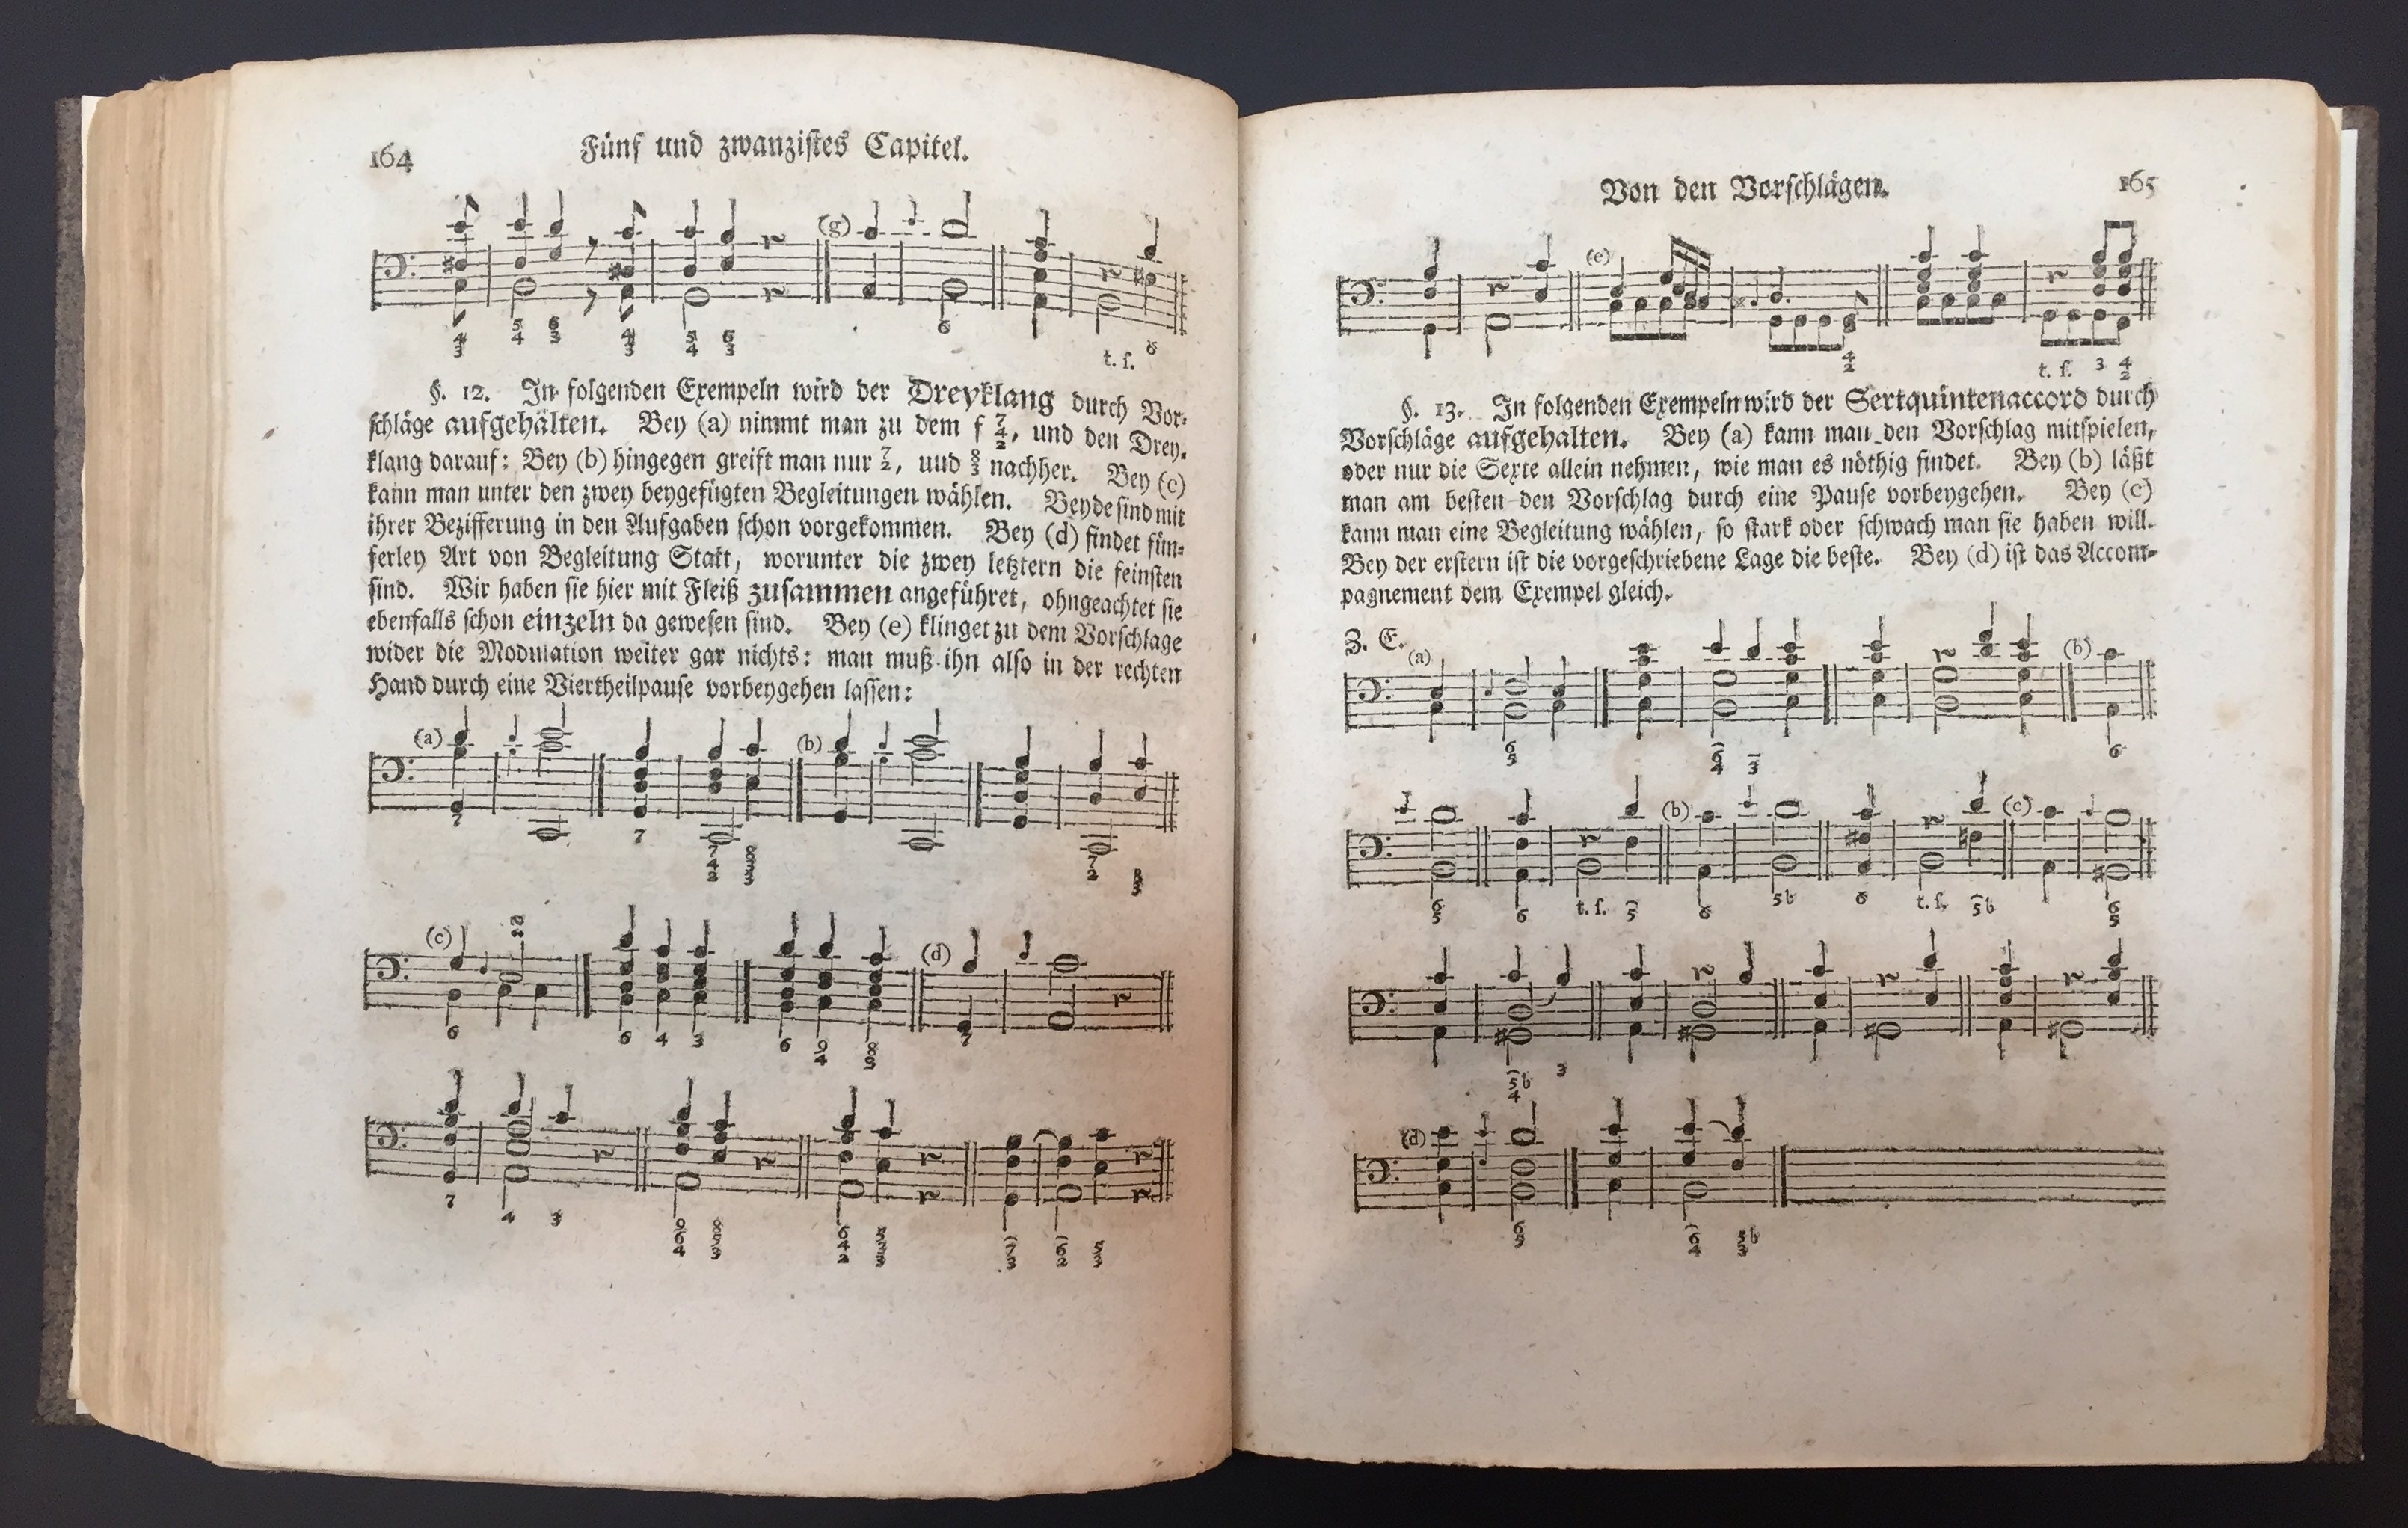 164
Fünf und zwanzistes Capitel.
(g)
t. s.
§. 12. In folgenden Exempeln wird der Dreyklang durch Vor-
schläge aufgehalten. Bey (a) nimmt man zu dem f 7/4/2, und den Drey-
klang darauf: Bey (b) hingegen greift man nur 7/2, und 8/3 nachher. Bey (c)
kann man unter den zwey beygefügten Begleitungen wählen. Beyde sind mit
ihrer Bezifferung in den Aufgaben schon vorgekommen. Bey (d) findet fün-
ferley Art von Begleitung Statt, worunter die zwey letztern die feinsten
sind. Wir haben sie hier mit Fleiß zusammen angeführet, ohngeachtet sie
ebenfalls schon einzeln da gewesen sind. Bey (e) klinget zu dem Vorschlage
wider die Modulation weiter gar nichts: man muß ihn also in der rechten
Hand durch eine Viertheilpause vorbeygehen lassen:
(a) (b)
(c) (d)
Von den Vorschlägen.
165
(e)
t. s. 3 4/2
§. 13. In folgenden Exempeln wird der Sextquintenaccord durch
Vorschläge aufgehalten. Bey (a) kann man den Vorschlag mitspielen,
oder nur die Sexte allein nehmen, wie man es nöthig findet. Bey (b) läßt
man am besten den Vorschlag durch eine Pause vorbeygehen. Bey (c)
kann man eine Begleitung wählen, so stark oder schwach man sie haben will.
Bey der erstern ist die vorgeschriebene Lage die beste. Bey (d) ist das Accom-
pagnement dem Exempel gleich.
Z. E. (a) (b)
(b) (c)
t. s. t. s.
(d)